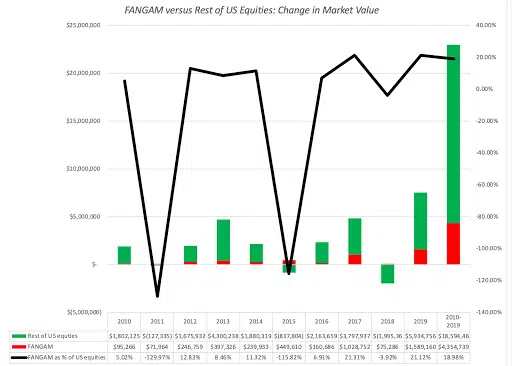 FANGAM versus Rest of US Equities: Change in Market Value
$25,000,000 40.00%
$20,000,000 20.00%
0.00%
$15,000,000 -20.00%
-40.00%
$10,000,000 -60.00%
$5,000,000 -80.00%
-100.00%
$- -120.00%
$(5,000,000) -140.00%
2010 2011 2012 2013 2014 2015 2016 2017 2018 2019 2010-
2019
Rest of US equities $1,802,125 $(127,335) $1,675,932 $4,300,238 $1,880,319 $(837,804) $2,163,659 $3,797,937 $(1,995,36 $5,934,756 $18,594,46
FANGAM $95,266 $71,964 $246,759 $397,326 $239,933 $449,610 $160,686 $1,028,752 $75,286 $1,589,160 $4,354,739
FANGAM as % of US equities 5.02% -129.97% 12.83% 8.46% 11.32% -115.82% 6.91% 21.31% -3.92% 21.12% 18.98%